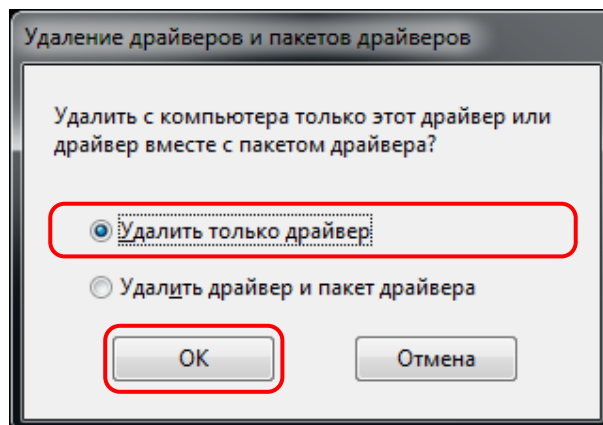 Удаление драйверов и пакетов драйверов
Удалить с компьютера только этот драйвер или
драйвер вместе с пакетом драйвера?
Удалить только драйвер
Удалить драйвер и пакет драйвера
ОК
Отмена